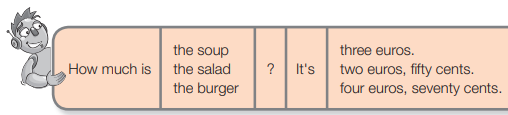 the soup three euros.
How much is the salad ? It's two euros, fifty cents.
the burger four euros, seventy cents.